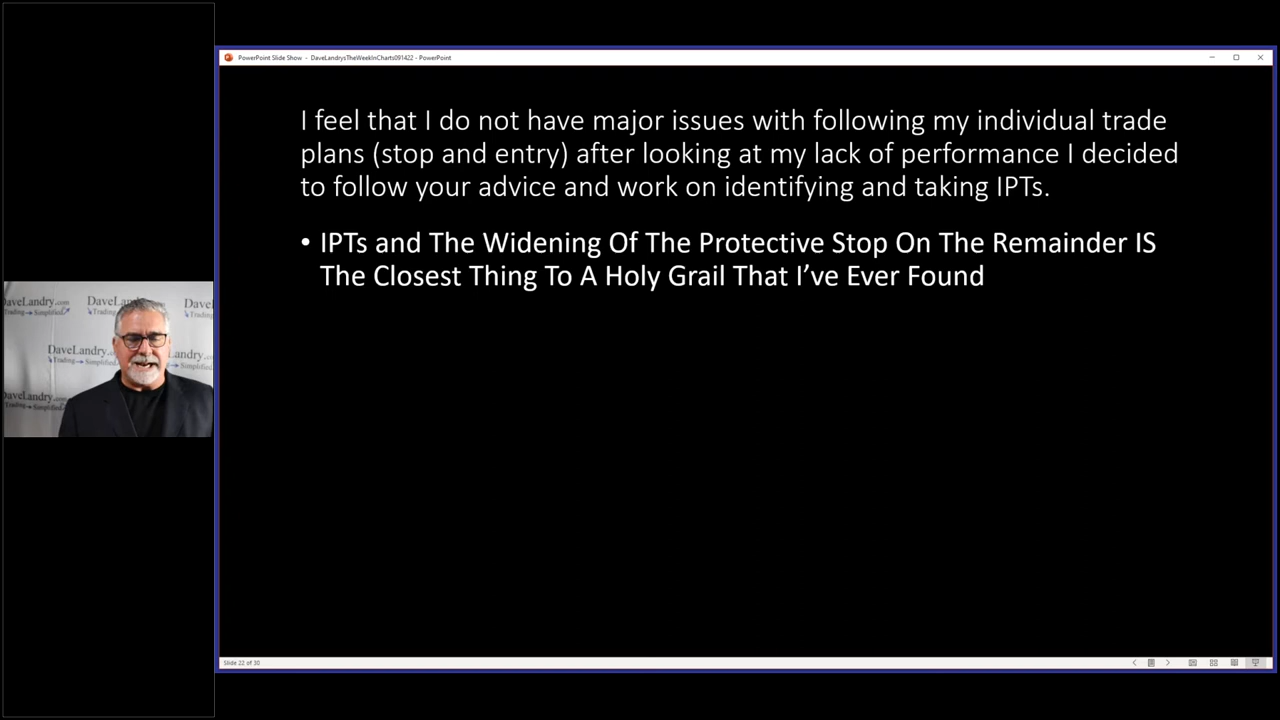 PowerPoint Slide Show - DaveLandrysTheWeekInCharts091422 - PowerPoint
I feel that I do not have major issues with following my individual trade
plans (stop and entry) after looking at my lack of performance I decided
to follow your advice and work on identifying and taking IPTs.
• IPTs and The Widening Of The Protective Stop On The Remainder IS
The Closest Thing To A Holy Grail That I’ve Ever Found
DaveLandry.com
Trading Simplified
DaveLandry
Slide 22 of 30